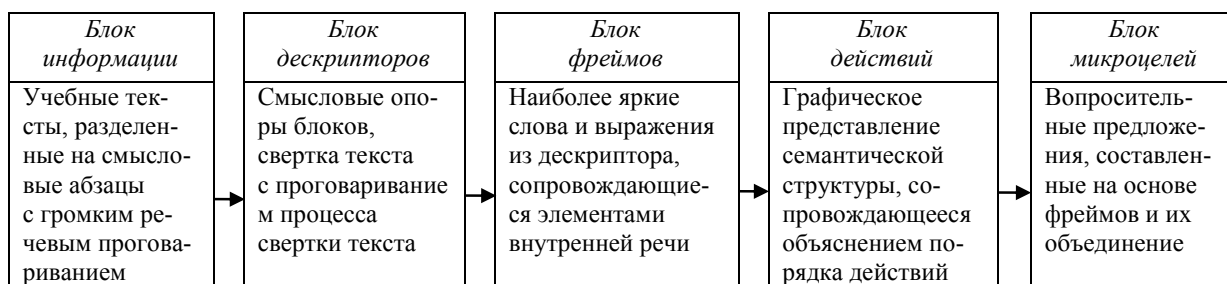 Блок
информации
Учебные тек-
сты, разделен-
ные на смысло-
вые абзацы
с громким ре-
чевым прогова-
риванием
Блок
дескрипторов
Смысловые опо-
ры блоков,
свертка текста
с проговаривание
м процесса
свертки текста
Блок
фреймов
Наиболее яркие
слова и выражения
из дескриптора,
сопровождающие-
ся элементами
внутренней речи
Блок
действий
Графическое
представление
семантической
структуры, со-
провождающееся
объяснением по-
рядка действий
Блок
микроцелей
Вопроситель-
ные предложе-
ния, составлен-
ные на основе
фреймов и их
объединение